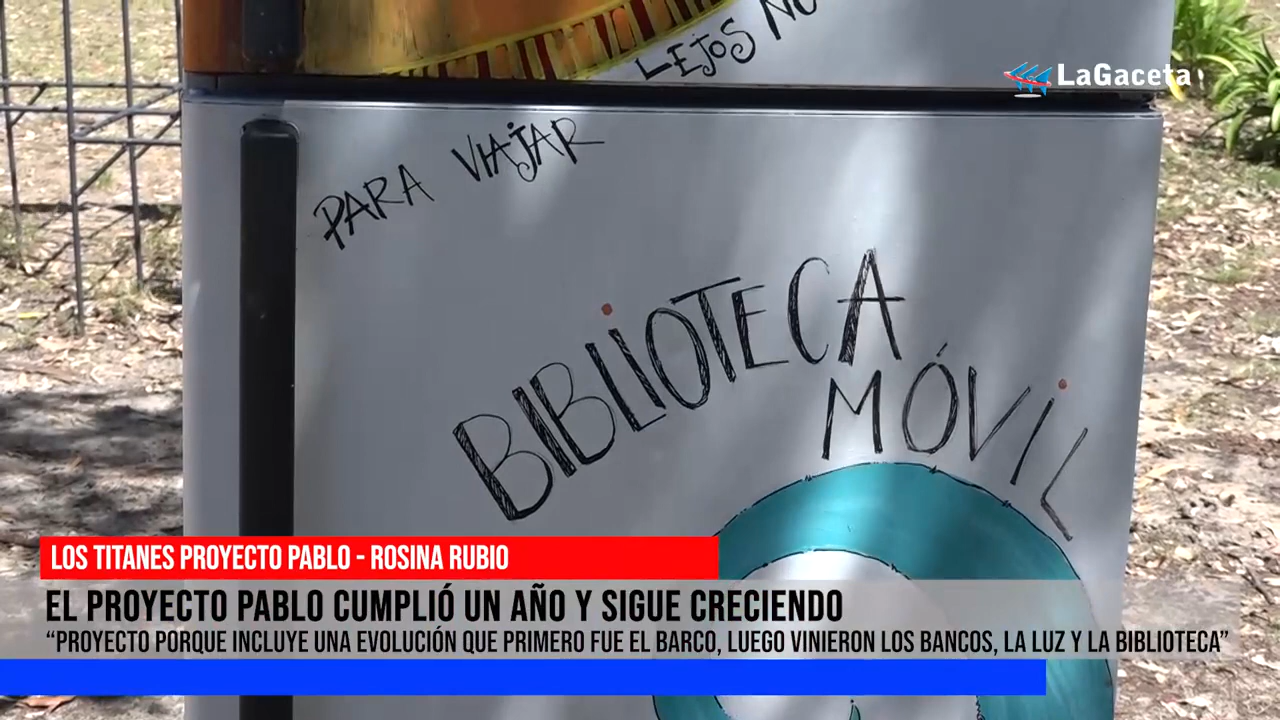 LEJOS NO
LaGaceta
PARA VIAJAR
BIBLIOTECA
MÓVIL
LOS TITANES PROYECTO PABLO - ROSINA RUBIO
EL PROYECTO PABLO CUMPLIÓ UN AÑO Y SIGUE CRECIENDO
“PROYECTO PORQUE INCLUYE UNA EVOLUCIÓN QUE PRIMERO FUE EL BARCO, LUEGO VINIERON LOS BANCOS, LA LUZ Y LA BIBLIOTECA”